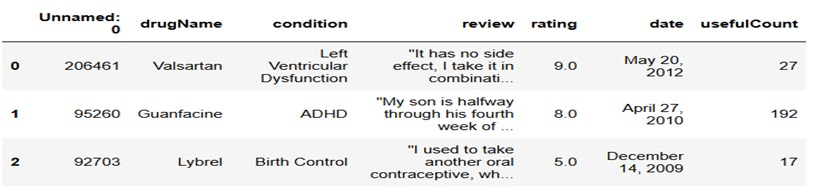 Unnamed: 0 drugName condition review rating date usefulCount
0 206461 Valsartan Left Ventricular Dysfunction "It has no side effect, I take it in combinati... 9.0 May 20, 2012 27
1 95260 Guanfacine ADHD "My son is halfway through his fourth week of ... 8.0 April 27, 2010 192
2 92703 Lybrel Birth Control "I used to take another oral contraceptive, wh... 5.0 December 14, 2009 17